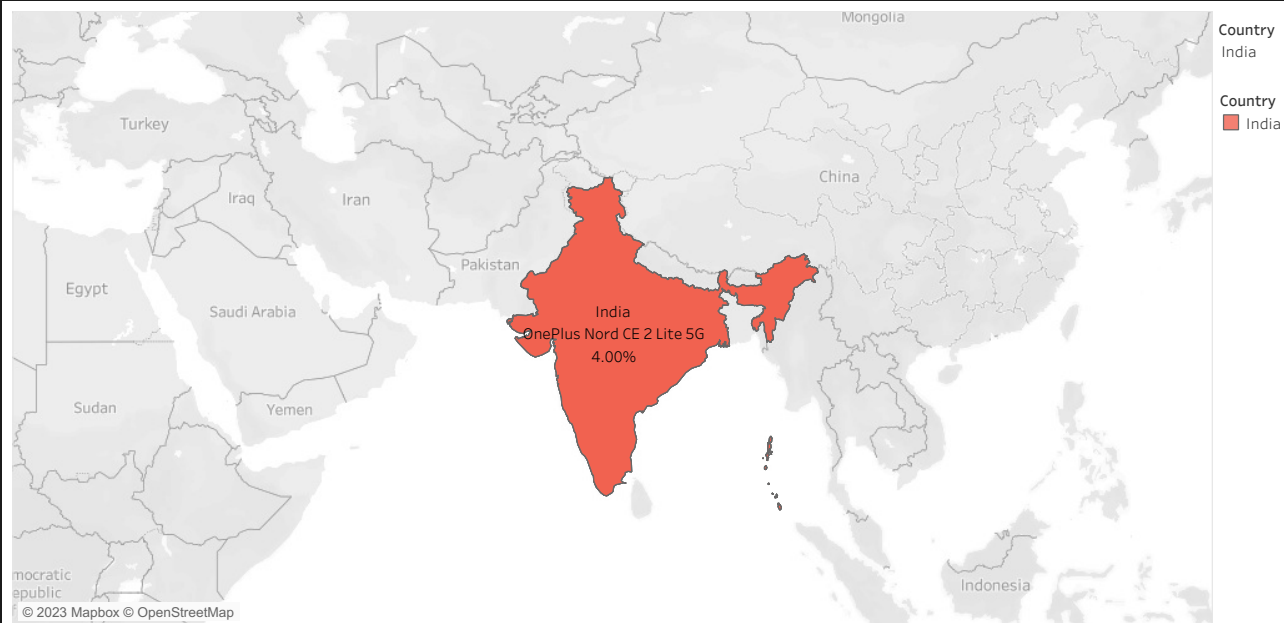 Mongolia
Country
India
Country
India
Turkey
China
Iraq
Iran
Pakistan
Egypt
Saudi Arabia
India
OnePlus Nord CE 2 Lite 5G
4.00%
Sudan
Yemen
mocratic
epublic
Indonesia
© 2023 Mapbox © OpenStreetMap